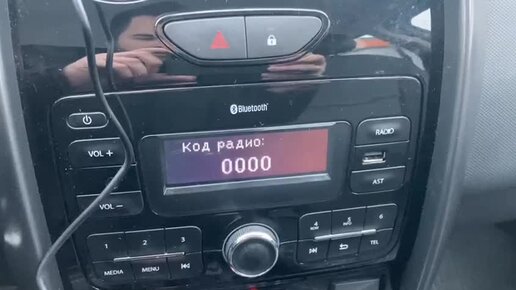 Bluetooth
Код радио:
0000
VOL +
VOL −
RADIO
AST
1 2 3
MEDIA MENU
4 5 6
TEL